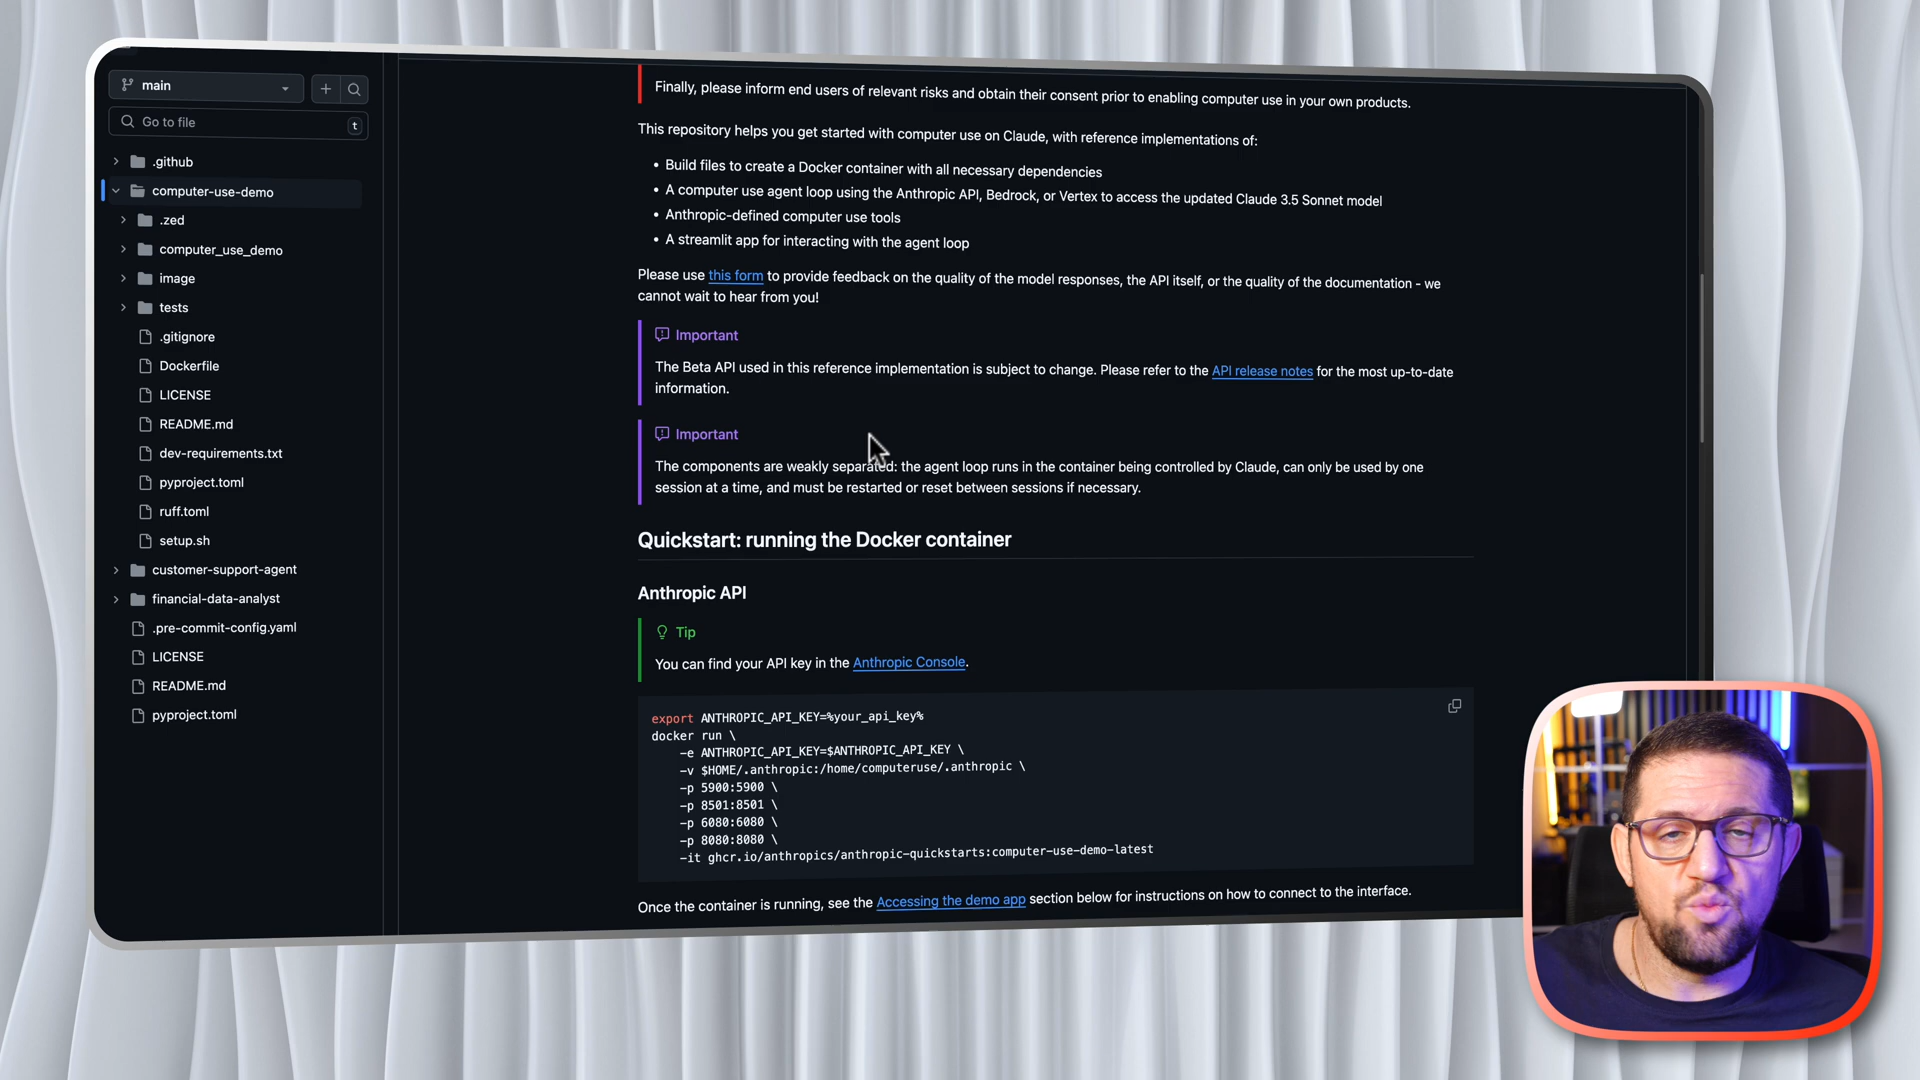 main
Go to file
t
.github
computer-use-demo
.zed
computer_use_demo
image
tests
.gitignore
Dockerfile
LICENSE
README.md
dev-requirements.txt
pyproject.toml
ruff.toml
setup.sh
customer-support-agent
financial-data-analyst
.pre-commit-config.yaml
LICENSE
README.md
pyproject.toml
Finally, please inform end users of relevant risks and obtain their consent prior to enabling computer use in your own products.
This repository helps you get started with computer use on Claude, with reference implementations of:
• Build files to create a Docker container with all necessary dependencies
• A computer use agent loop using the Anthropic API, Bedrock, or Vertex to access the updated Claude 3.5 Sonnet model
• Anthropic-defined computer use tools
• A streamlit app for interacting with the agent loop
Please use this form to provide feedback on the quality of the model responses, the API itself, or the quality of the documentation - we
cannot wait to hear from you!
Important
The Beta API used in this reference implementation is subject to change. Please refer to the API release notes for the most up-to-date
information.
Important
The components are weakly separated: the agent loop runs in the container being controlled by Claude, can only be used by one
session at a time, and must be restarted or reset between sessions if necessary.
Quickstart: running the Docker container
Anthropic API
Tip
You can find your API key in the Anthropic Console.
export ANTHROPIC_API_KEY=%your_api_key%
docker run \
-e ANTHROPIC_API_KEY=$ANTHROPIC_API_KEY \
-v $HOME/.anthropic:/home/computeruse/.anthropic \
-p 5900:5900 \
-p 8501:8501 \
-p 6080:6080 \
-p 8080:8080 \
-it ghcr.io/anthropics/anthropic-quickstarts:computer-use-demo-latest
Once the container is running, see the Accessing the demo app section below for instructions on how to connect to the interface.